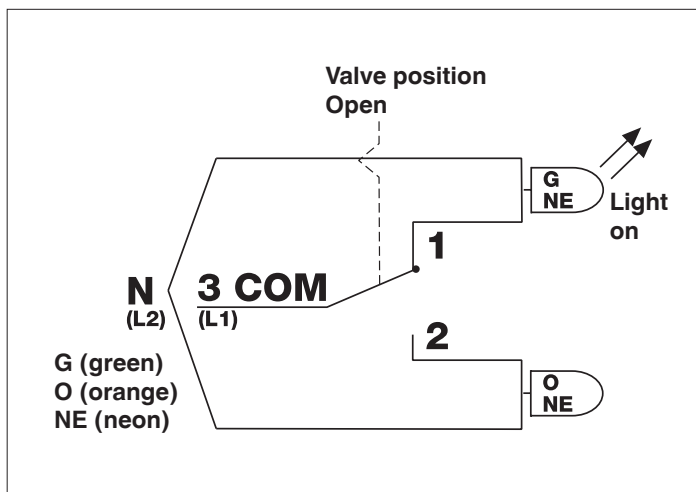 Valve position
Open
G
NE
Light
on
1
N
(L2)
3 COM
(L1)
2
G (green)
O (orange)
NE (neon)
O
NE